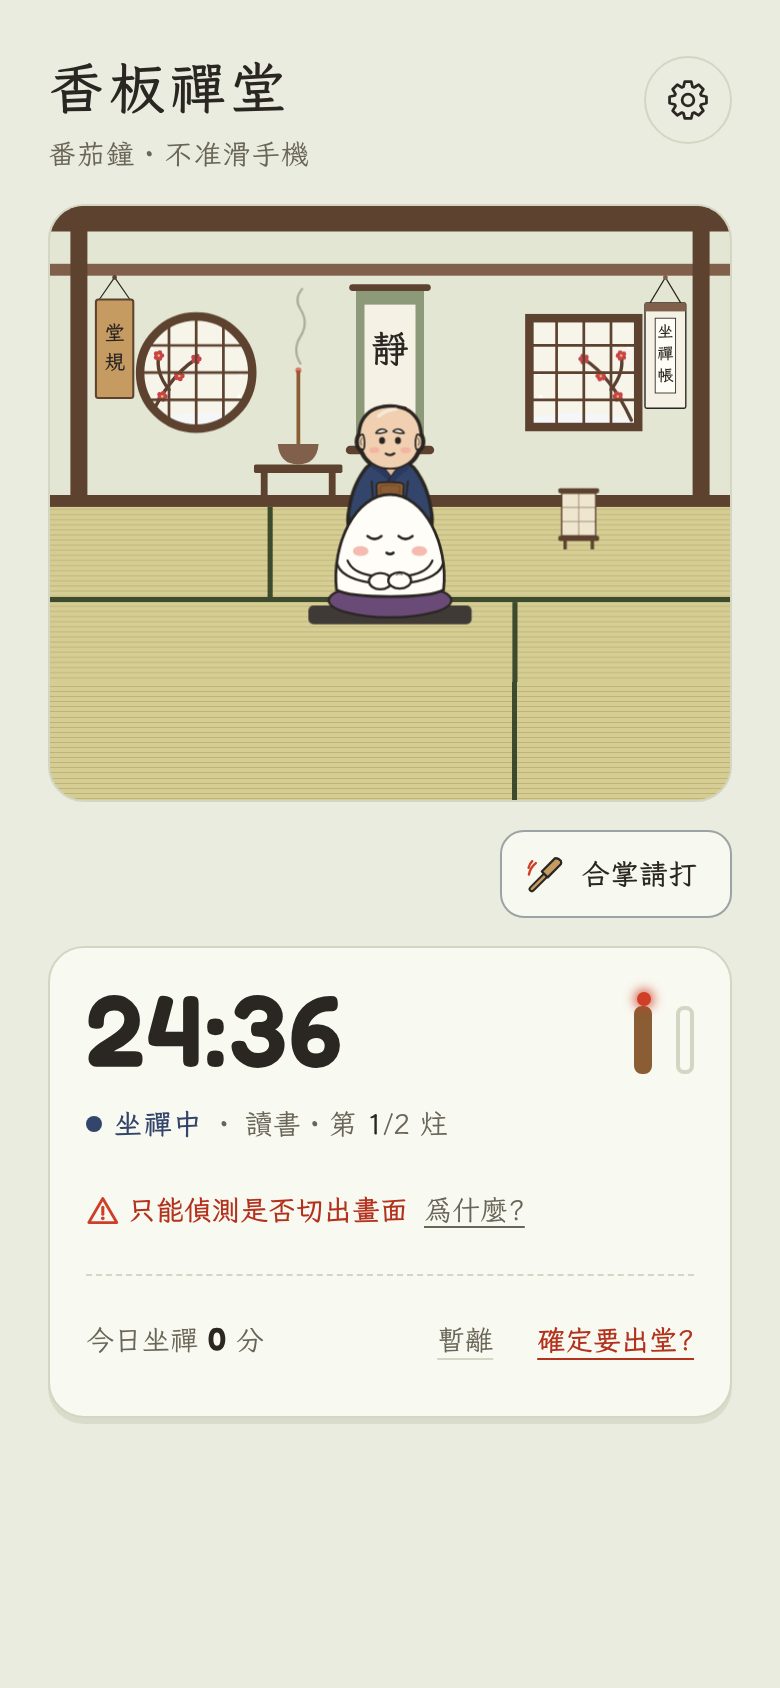 香板禪堂
番茄鐘・不准滑手機
堂規
靜
坐禪帳
合掌請打
24:36
坐禪中 ・ 讀書・第 1/2 炷
只能偵測是否切出畫面 爲什麼?
今日坐禪 0 分 暫離 確定要出堂?